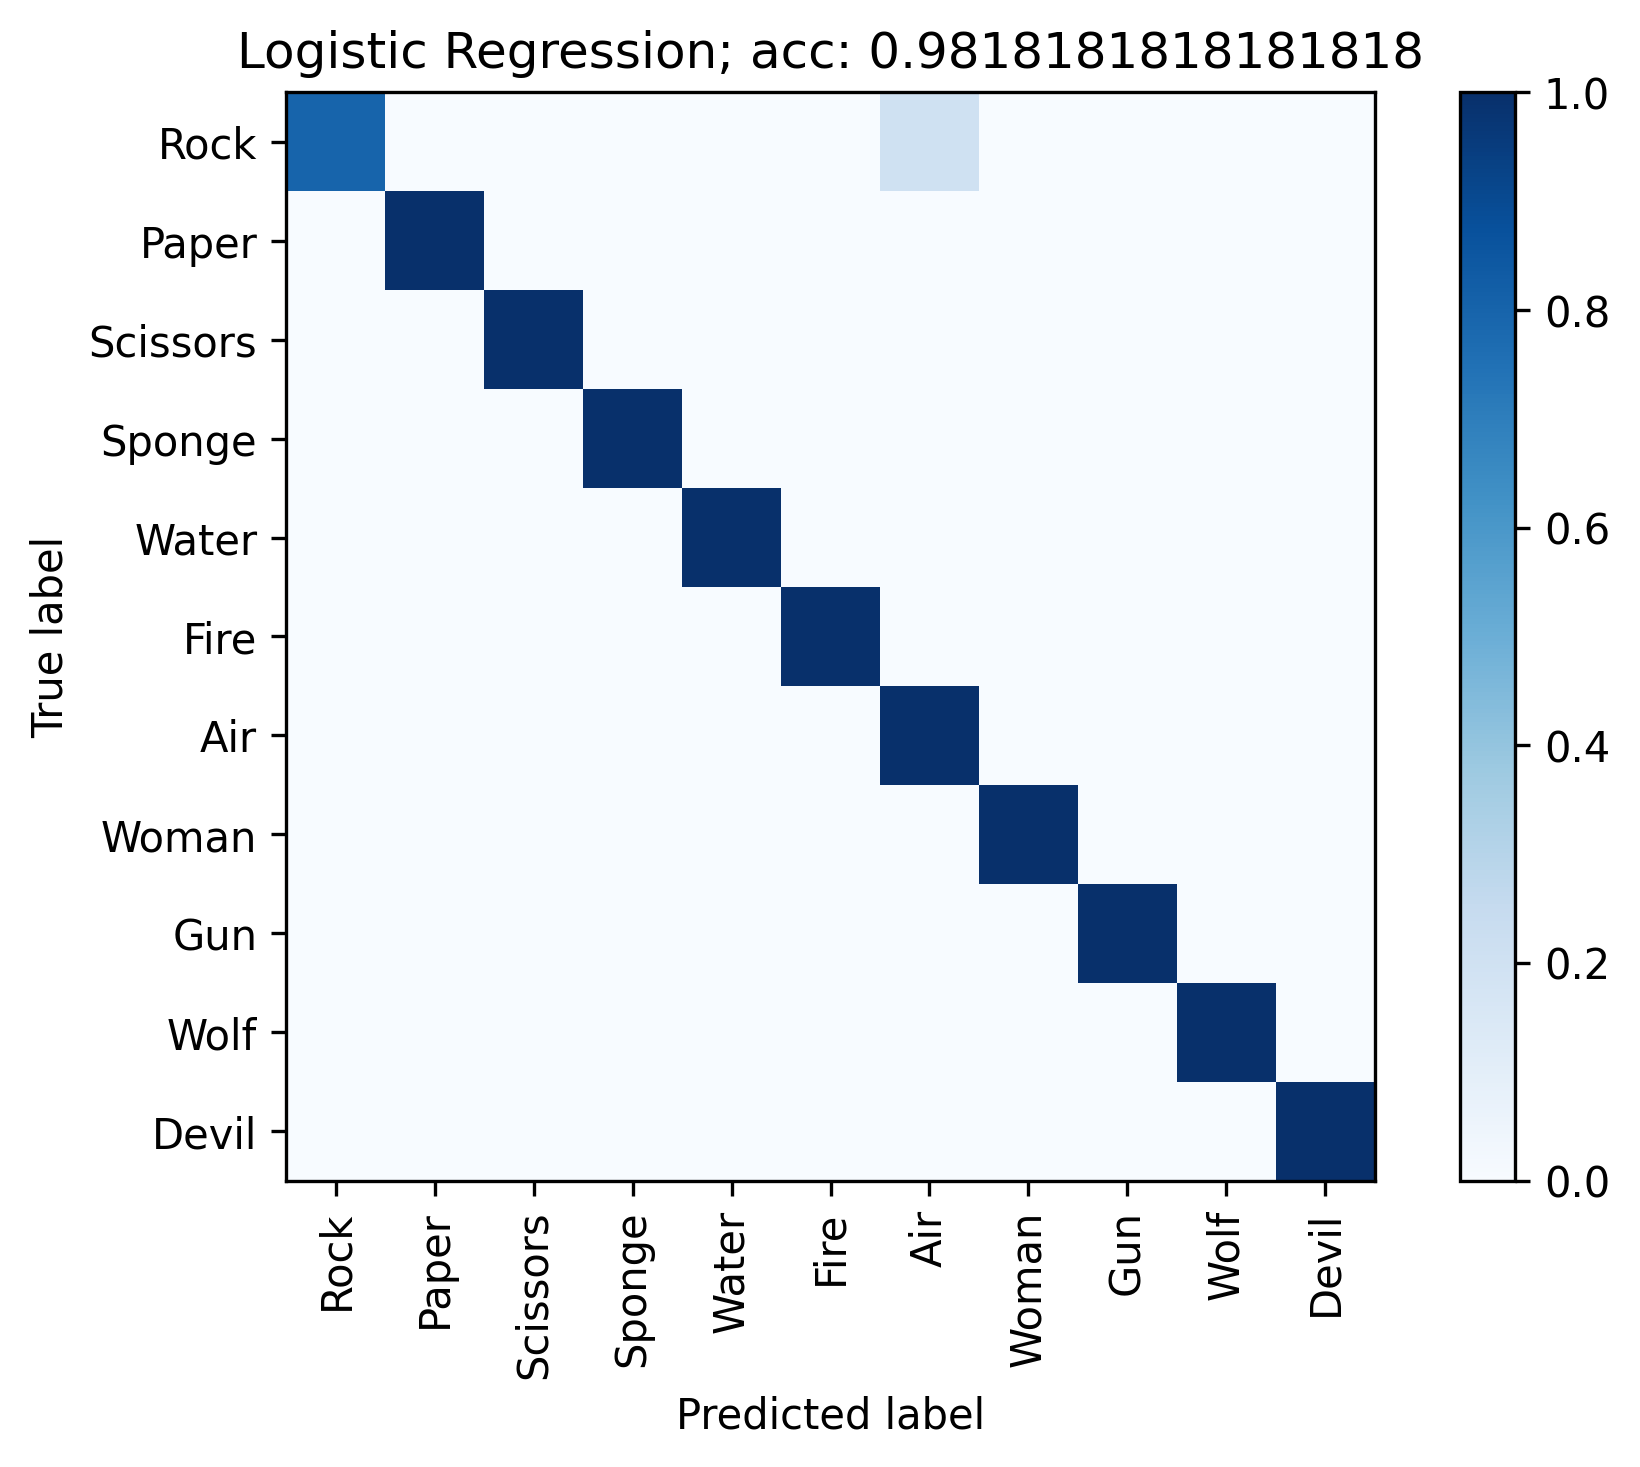 Logistic Regression; acc: 0.9818181818181818
True label
Rock
Paper
Scissors
Sponge
Water
Fire
Air
Woman
Gun
Wolf
Devil
Rock
Paper
Scissors
Sponge
Water
Fire
Air
Woman
Gun
Wolf
Devil
Predicted label
1.0
0.8
0.6
0.4
0.2
0.0